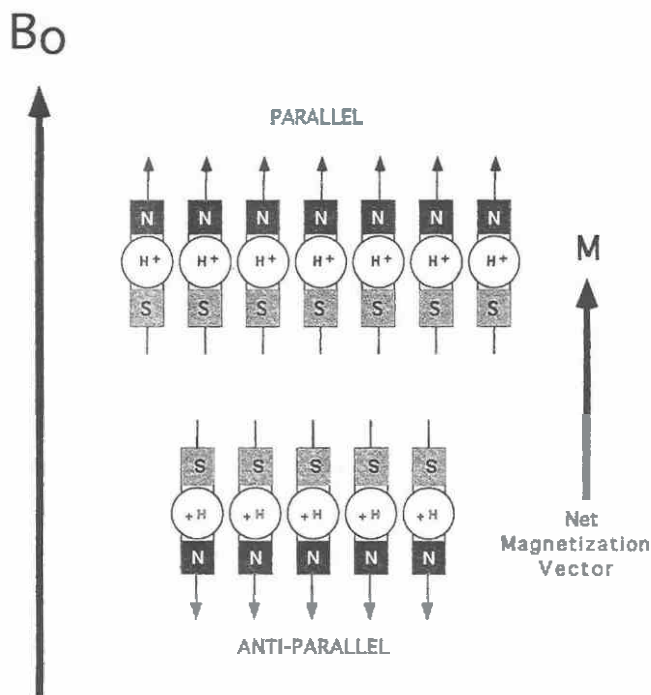 Bo
PARALLEL
N N N N N N N
H+ H+ H+ H+ H+ H+ H+
S S S S S S S
M
S S S S S
+H +H +H +H +H
N N N N N
Net
Magnetization
Vector
ANTI-PARALLEL